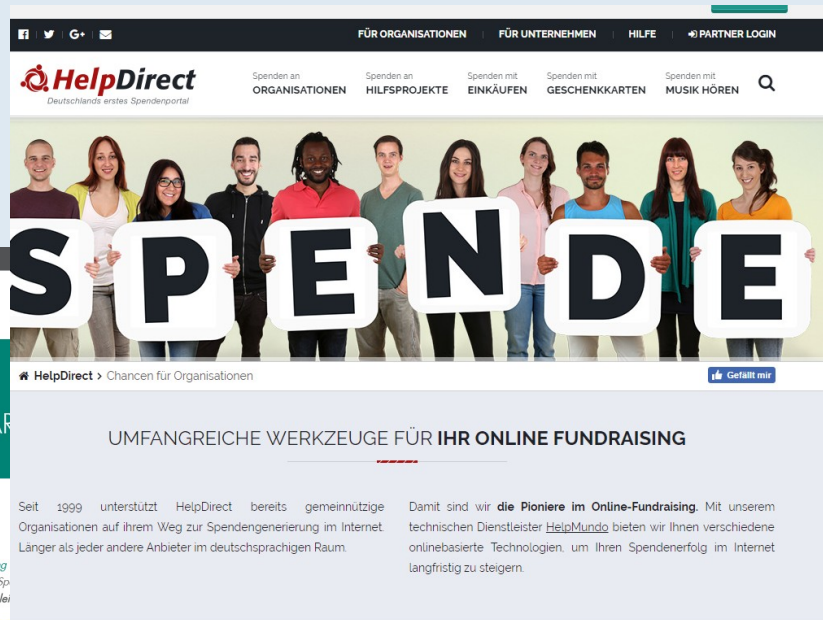 FÜR ORGANISATIONEN FÜR UNTERNEHMEN HILFE PARTNER LOGIN
HelpDirect
Deutschlands erstes Spendenportal
Spenden an
ORGANISATIONEN
Spenden an
HILFSPROJEKTE
Spenden mit
EINKÄUFEN
Spenden mit
GESCHENKKARTEN
Spenden mit
MUSIK HÖREN
SPENDE
HelpDirect > Chancen für Organisationen
Gefällt mir
UMFANGREICHE WERKZEUGE FÜR IHR ONLINE FUNDRAISING
Seit 1999 unterstützt HelpDirect bereits gemeinnützige
Organisationen auf ihrem Weg zur Spendengenerierung im Internet.
Länger als jeder andere Anbieter im deutschsprachigen Raum.
Damit sind wir die Pioniere im Online-Fundraising. Mit unserem
technischen Dienstleister HelpMundo bieten wir Ihnen verschiedene
onlinebasierte Technologien, um Ihren Spendenerfolg im Internet
langfristig zu steigern.